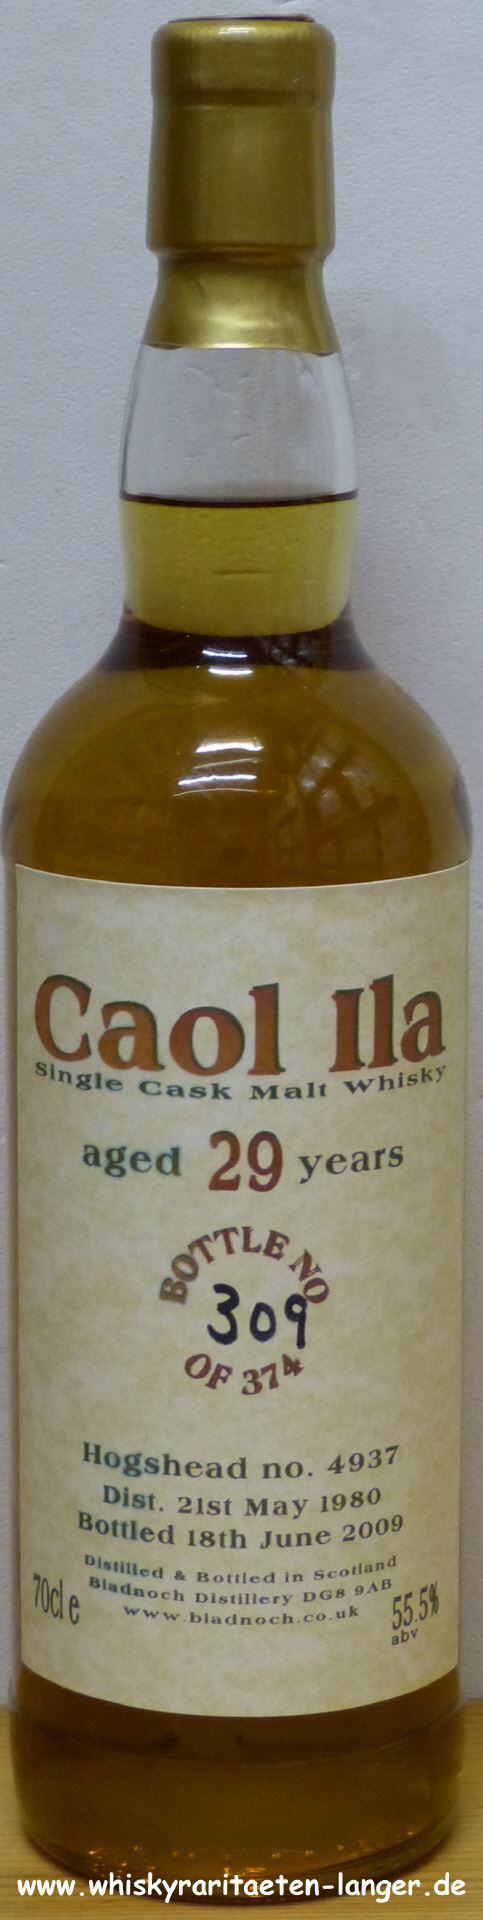 Caol Ila
Single Cask Malt Whisky
aged 29 years
BOTTLE NO
309
OF 374
Hogshead no. 4937
Dist. 21st May 1980
Bottled 18th June 2009
Distilled & Bottled in Scotland
Bladnoch Distillery DG8 9AB
www.bladnoch.co.uk
70cl e
55.5%
abv
www.whiskyraritaeten-langer.de